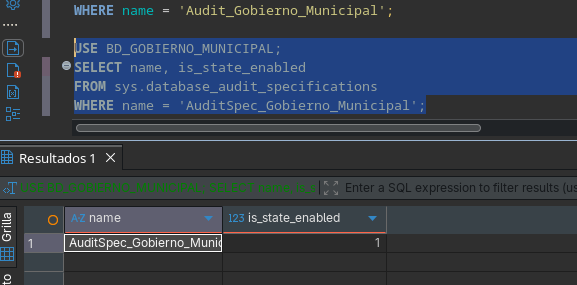 WHERE name = 'Audit_Gobierno_Municipal';
USE BD_GOBIERNO_MUNICIPAL;
SELECT name, is_state_enabled
FROM sys.database_audit_specifications
WHERE name = 'AuditSpec_Gobierno_Municipal';
Resultados 1
USE BD_GOBIERNO_MUNICIPAL; SELECT name, is_s
Enter a SQL expression to filter results (us
Grilla
A-Z name
123 is_state_enabled
1
AuditSpec_Gobierno_Munic
1